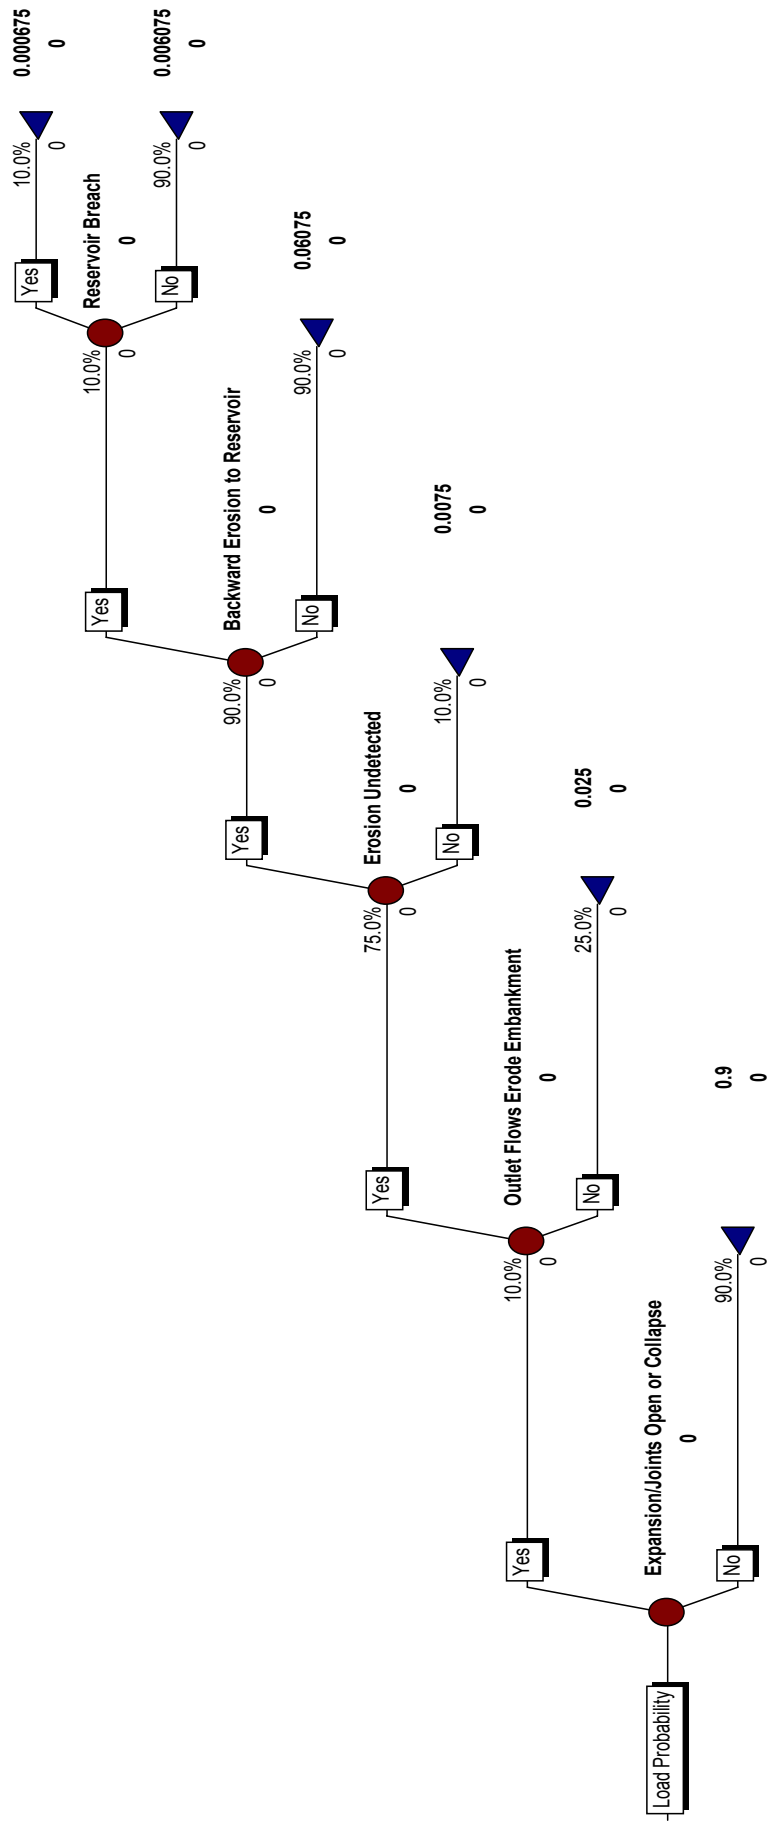 Load Probability
Expansion/Joints Open or Collapse
0
Yes
10.0%
0
Outlet Flows Erode Embankment
0
Yes
75.0%
0
Erosion Undetected
0
Yes
90.0%
0
Backward Erosion to Reservoir
0
Yes
10.0%
0
Reservoir Breach
0
Yes
10.0%
0
0.000675
0
No
90.0%
0
0.006075
0
No
90.0%
0
0.06075
0
No
10.0%
0
0.0075
0
No
25.0%
0
0.025
0
No
90.0%
0
0.9
0